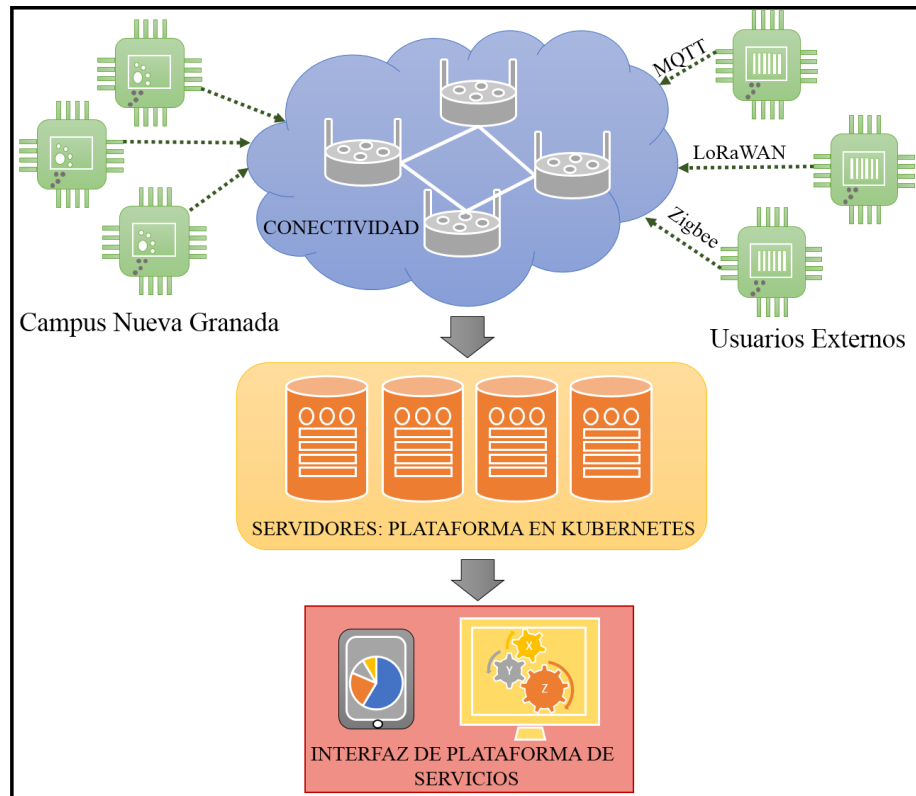 MQTT
LoRaWAN
Zigbee
CONECTIVIDAD
Campus Nueva Granada
Usuarios Externos
SERVIDORES: PLATAFORMA EN KUBERNETES
X
Y
Z
INTERFAZ DE PLATAFORMA DE
SERVICIOS